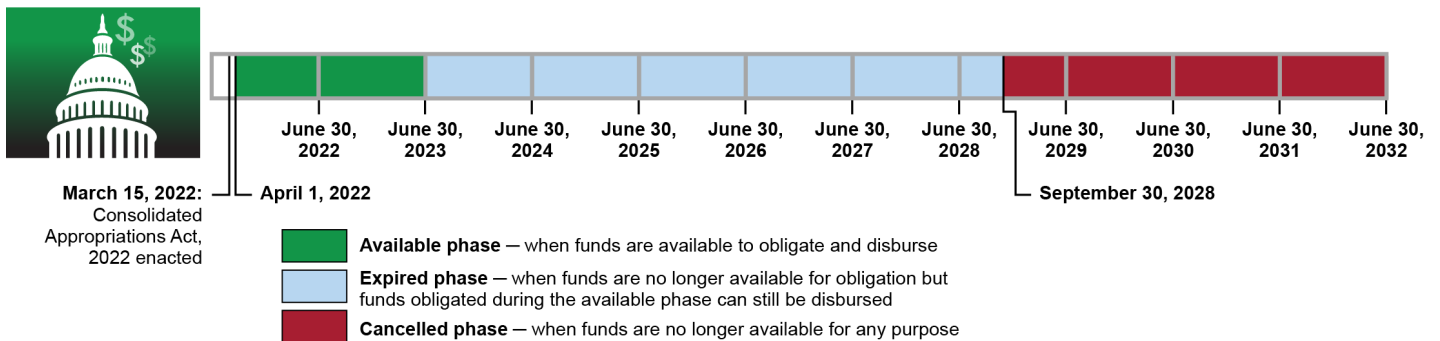 $
$
$
June 30,
2022
June 30,
2023
June 30,
2024
June 30,
2025
June 30,
2026
June 30,
2027
June 30,
2028
June 30,
2029
June 30,
2030
June 30,
2031
June 30,
2032
March 15, 2022:
Consolidated
Appropriations Act,
2022 enacted
April 1, 2022
September 30, 2028
Available phase — when funds are available to obligate and disburse
Expired phase — when funds are no longer available for obligation but
funds obligated during the available phase can still be disbursed
Cancelled phase — when funds are no longer available for any purpose